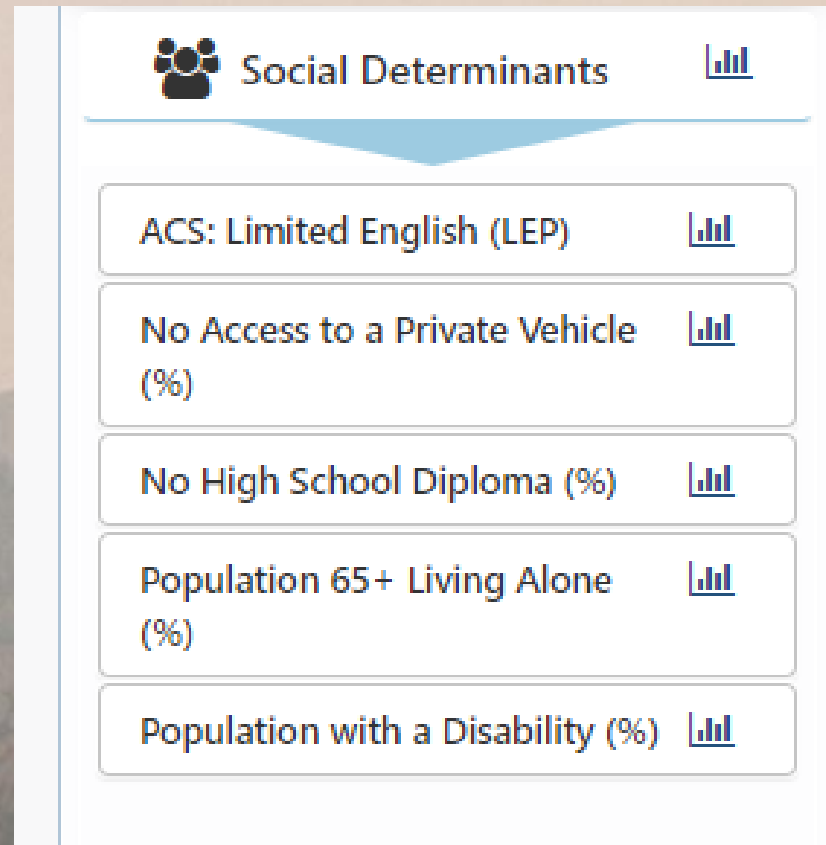 Social Determinants
ACS: Limited English (LEP)
No Access to a Private Vehicle
(%)
No High School Diploma (%)
Population 65+ Living Alone
(%)
Population with a Disability (%)